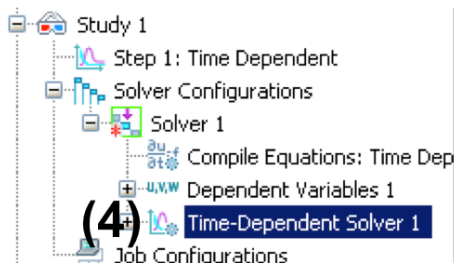 Study 1
Step 1: Time Dependent
Solver Configurations
Solver 1
∂u/∂t=f Compile Equations: Time Dep
u,v,w Dependent Variables 1
(4) Time-Dependent Solver 1
Job Configurations